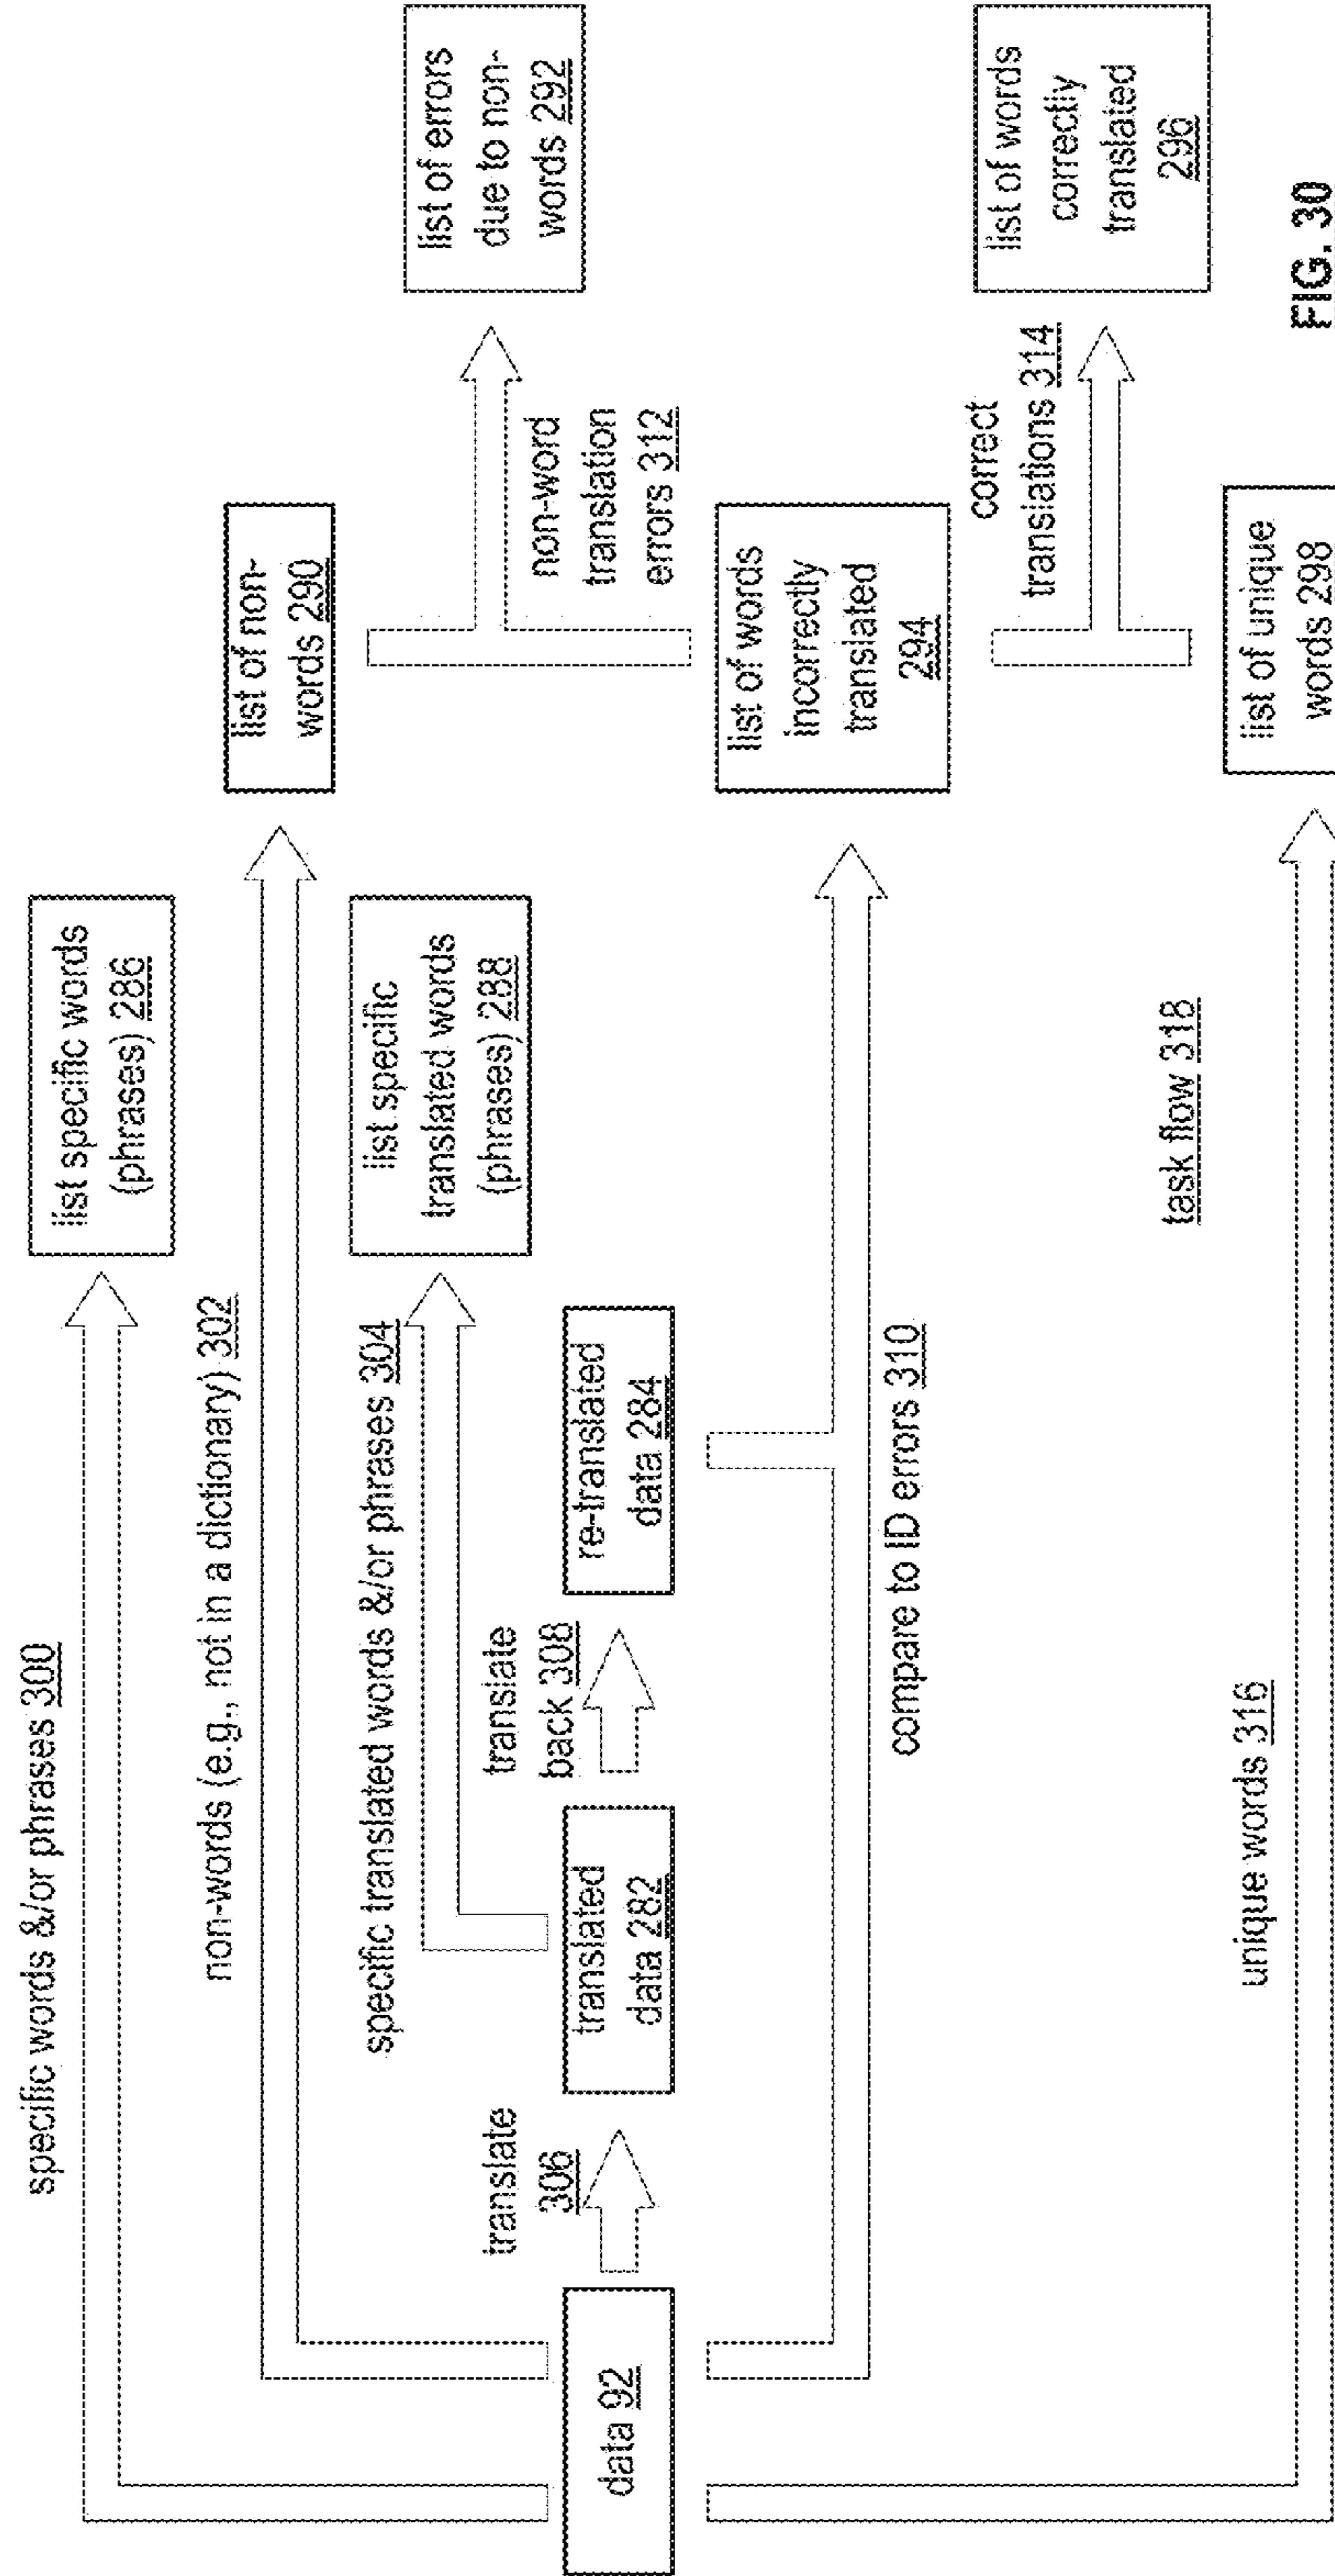 specific words &/or phrases 300
list specific words
(phrases) 286
non-words (e.g., not in a dictionary) 302
list of non-
words 290
list of errors
due to non-
words 292
specific translated words &/or phrases 304
list specific
translated words
(phrases) 288
non-word
translation
errors 312
translate
306
translate
back 308
data 92
translated
data 282
re-translated
data 284
list of words
incorrectly
translated
294
compare to ID errors 310
correct
translations 314
list of words
correctly
translated
296
task flow 318
unique words 316
list of unique
words 298
FIG. 30